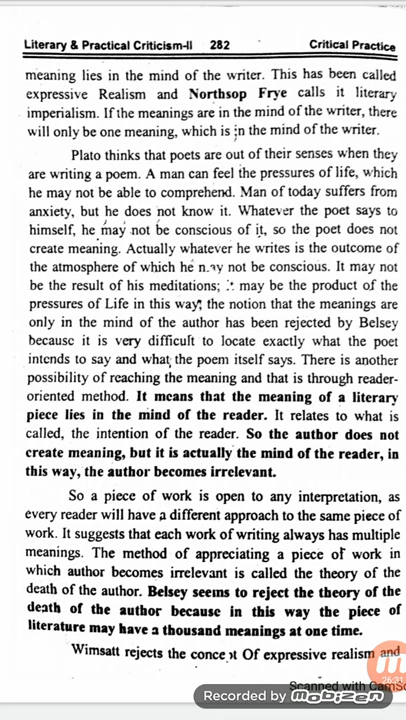 Literary & Practical Criticism-II 282 Critical Practice
meaning lies in the mind of the writer. This has been called
expressive Realism and Northsop Frye calls it literary
imperialism. If the meanings are in the mind of the writer, there
will only be one meaning, which is in the mind of the writer.
Plato thinks that poets are out of their senses when they
are writing a poem. A man can feel the pressures of life, which
he may not be able to comprehend. Man of today suffers from
anxiety, but he does not know it. Whatever the poet says to
himself, he may not be conscious of it, so the poet does not
create meaning. Actually whatever he writes is the outcome of
the atmosphere of which he may not be conscious. It may not
be the result of his meditations; it may be the product of the
pressures of Life in this way; the notion that the meanings are
only in the mind of the author has been rejected by Belsey
because it is very difficult to locate exactly what the poet
intends to say and what the poem itself says. There is another
possibility of reaching the meaning and that is through reader-
oriented method. It means that the meaning of a literary
piece lies in the mind of the reader. It relates to what is
called, the intention of the reader. So the author does not
create meaning, but it is actually the mind of the reader, in
this way, the author becomes irrelevant.
So a piece of work is open to any interpretation, as
every reader will have a different approach to the same piece of
work. It suggests that each work of writing always has multiple
meanings. The method of appreciating a piece of work in
which author becomes irrelevant is called the theory of the
death of the author. Belsey seems to reject the theory of the
death of the author because in this way the piece of
literature may have a thousand meanings at one time.
Wimsatt rejects the concept Of expressive realism and
26:31
Scanned with CamSc
Recorded by mobizen